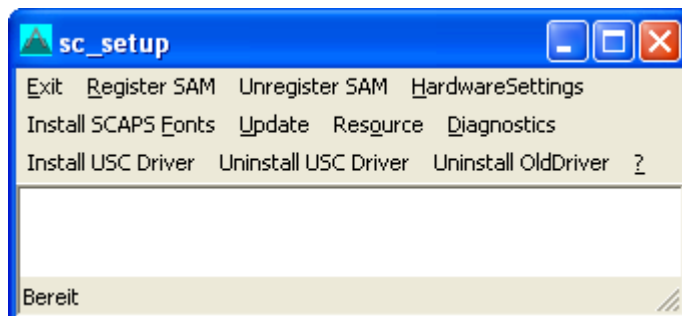 sc_setup
Exit Register SAM Unregister SAM HardwareSettings
Install SCAPS Fonts Update Resource Diagnostics
Install USC Driver Uninstall USC Driver Uninstall OldDriver ?
Bereit